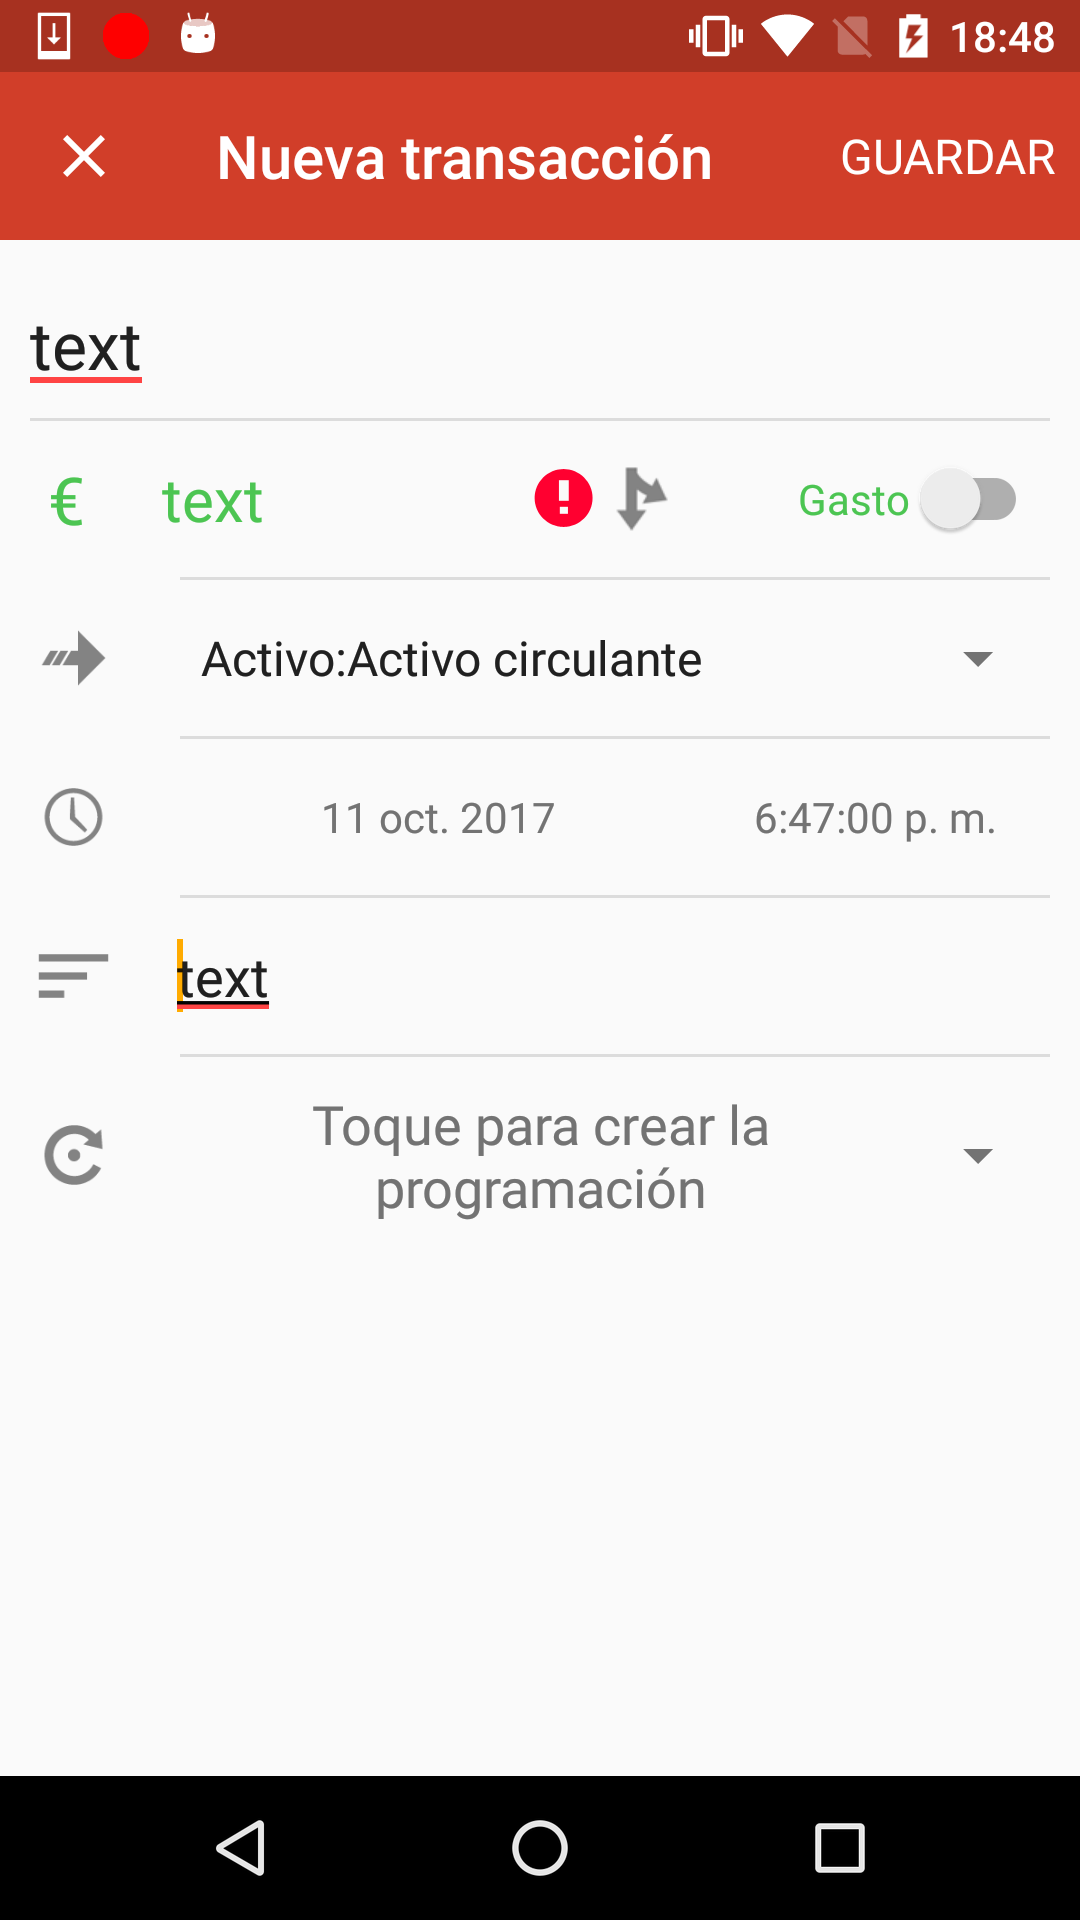 18:48
Nueva transacción
GUARDAR
text
€ text Gasto
Activo:Activo circulante
11 oct. 2017 6:47:00 p. m.
text
Toque para crear la
programación